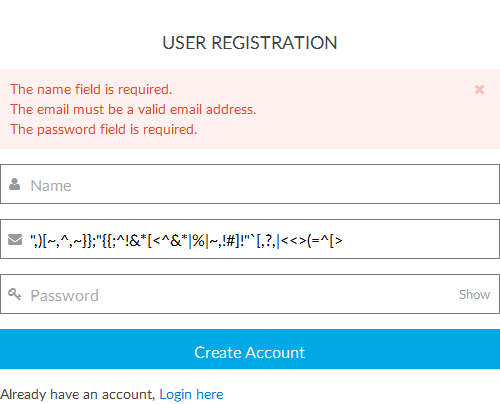 USER REGISTRATION
The name field is required.
The email must be a valid email address.
The password field is required.
Name
",)[~,^,~}};"{{;^!&*[<^&*|%|~,!#]!"`[,?,|<<>(=^[>
Password Show
Create Account
Already have an account, Login here